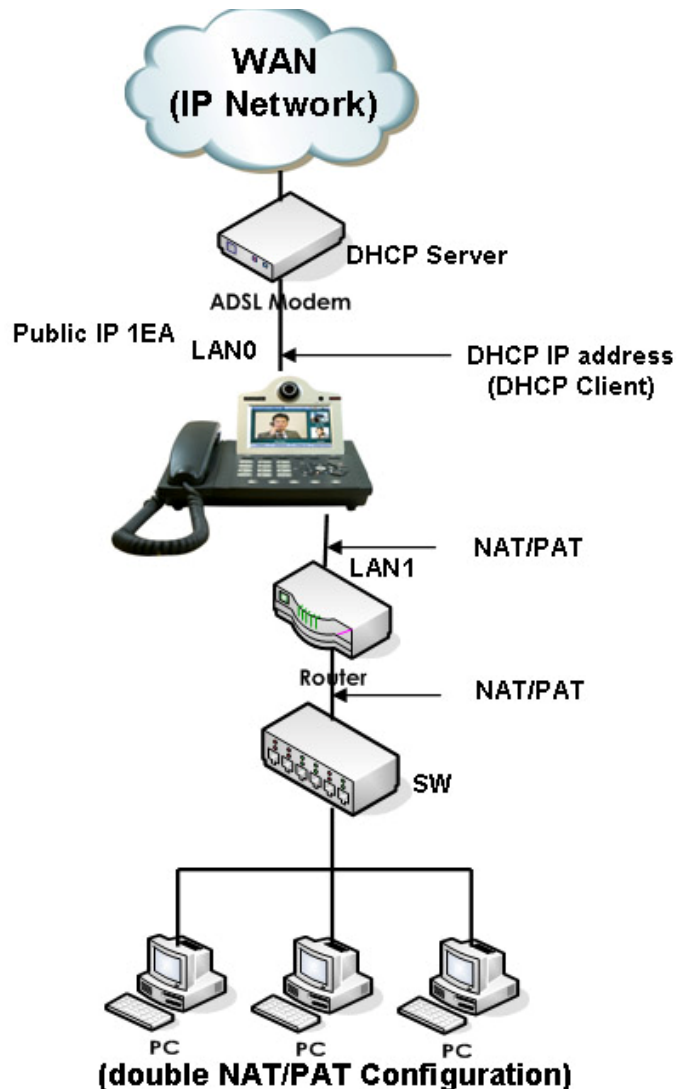 WAN
(IP Network)
DHCP Server
ADSL Modem
Public IP 1EA
LAN0
DHCP IP address
(DHCP Client)
NAT/PAT
LAN1
Router
NAT/PAT
SW
PC
PC
PC
(double NAT/PAT Configuration)